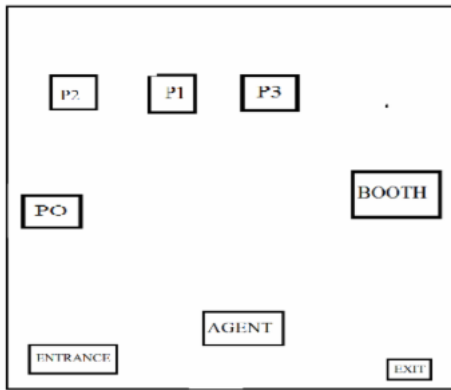 P2 P1 P3
BOOTH
PO
AGENT
ENTRANCE
EXIT